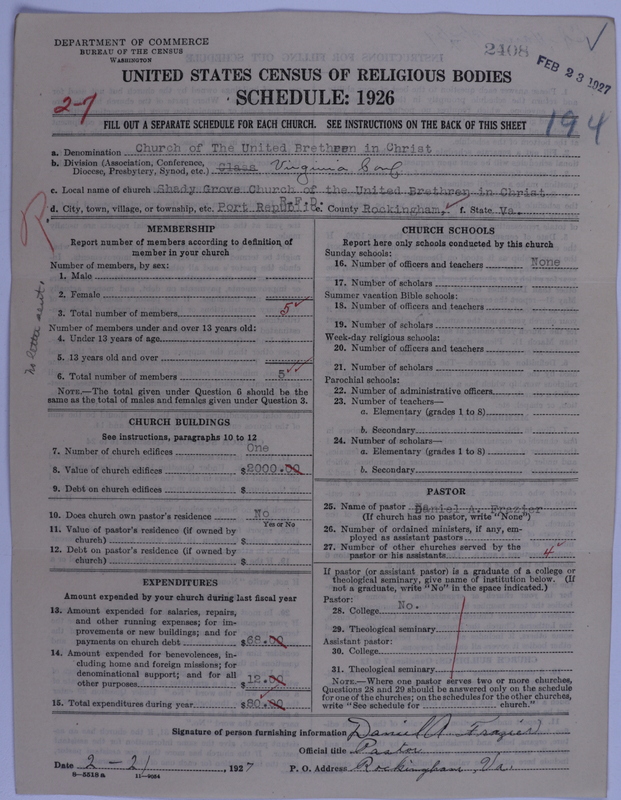 DEPARTMENT OF COMMERCE
BUREAU OF THE CENSUS
WASHINGTON
2408
FEB 23 1927
UNITED STATES CENSUS OF RELIGIOUS BODIES
SCHEDULE: 1926
2-7
194
FILL OUT A SEPARATE SCHEDULE FOR EACH CHURCH. SEE INSTRUCTIONS ON THE BACK OF THIS SHEET
a. Denomination Church of The United Brethren in Christ
b. Division (Association, Conference, Diocese, Presbytery, Synod, etc.) Class Virginia Conf
c. Local name of church Shady Grove Church of the United Brethren in Christ
R.F.D.
d. City, town, village, or township, etc. Port Republic e. County Rockingham, f. State Va.
MEMBERSHIP
Report number of members according to definition of
member in your church
Number of members, by sex:
1. Male
2. Female
3. Total number of members 5
Number of members under and over 13 years old:
4. Under 13 years of age
5. 13 years old and over
6. Total number of members 5
NOTE.—The total given under Question 6 should be the
same as the total of males and females given under Question 3.
no letter sent.
CHURCH BUILDINGS
See instructions, paragraphs 10 to 12
7. Number of church edifices One
8. Value of church edifices $2000.00
9. Debt on church edifices $
10. Does church own pastor's residence No
Yes or No
11. Value of pastor's residence (if owned by
church) $
12. Debt on pastor's residence (if owned by
church) $
EXPENDITURES
Amount expended by your church during last fiscal year
13. Amount expended for salaries, repairs,
and other running expenses; for im-
provements or new buildings; and for
payments on church debt $68.00
14. Amount expended for benevolences, in-
cluding home and foreign missions; for
denominational support; and for all
other purposes $12.00
15. Total expenditures during year $80.00
CHURCH SCHOOLS
Report here only schools conducted by this church
Sunday schools:
16. Number of officers and teachers None
17. Number of scholars
Summer vacation Bible schools:
18. Number of officers and teachers
19. Number of scholars
Week-day religious schools:
20. Number of officers and teachers
21. Number of scholars
Parochial schools:
22. Number of administrative officers
23. Number of teachers—
a. Elementary (grades 1 to 8)
b. Secondary
24. Number of scholars—
a. Elementary (grades 1 to 8)
b. Secondary
PASTOR
25. Name of pastor Daniel A. Frazier
(If church has no pastor, write "None")
26. Number of ordained ministers, if any, em-
ployed as assistant pastors
27. Number of other churches served by the
pastor or his assistants 4
If pastor (or assistant pastor) is a graduate of a college or
theological seminary, give name of institution below. (If
not a graduate, write "No" in the space indicated.)
Pastor:
28. College No.
29. Theological seminary
Assistant pastor:
30. College
31. Theological seminary
NOTE.—Where one pastor serves two or more churches,
Questions 28 and 29 should be answered only on the schedule
for one of the churches; on the schedules for the other churches,
write "See schedule for church."
Signature of person furnishing information Daniel A Frazier
Official title Pastor
Date 2-21, 1927 P. O. Address Rockingham, Va.
8—5518 a 11—9054